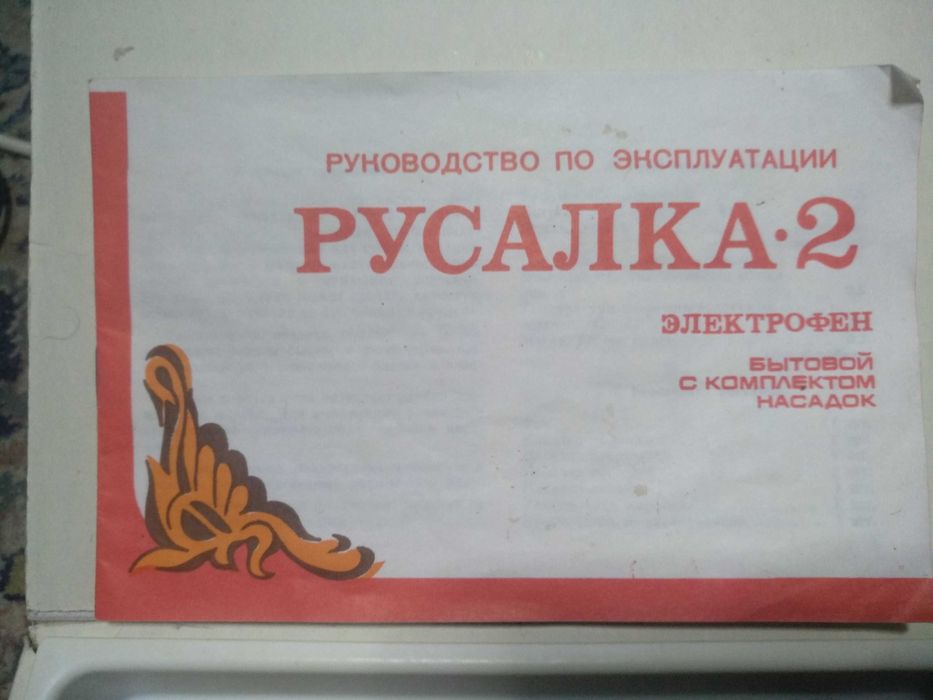 РУКОВОДСТВО ПО ЭКСПЛУАТАЦИИ
РУСАЛКА·2
ЭЛЕКТРОФЕН
БЫТОВОЙ
С КОМПЛЕКТОМ
НАСАДОК